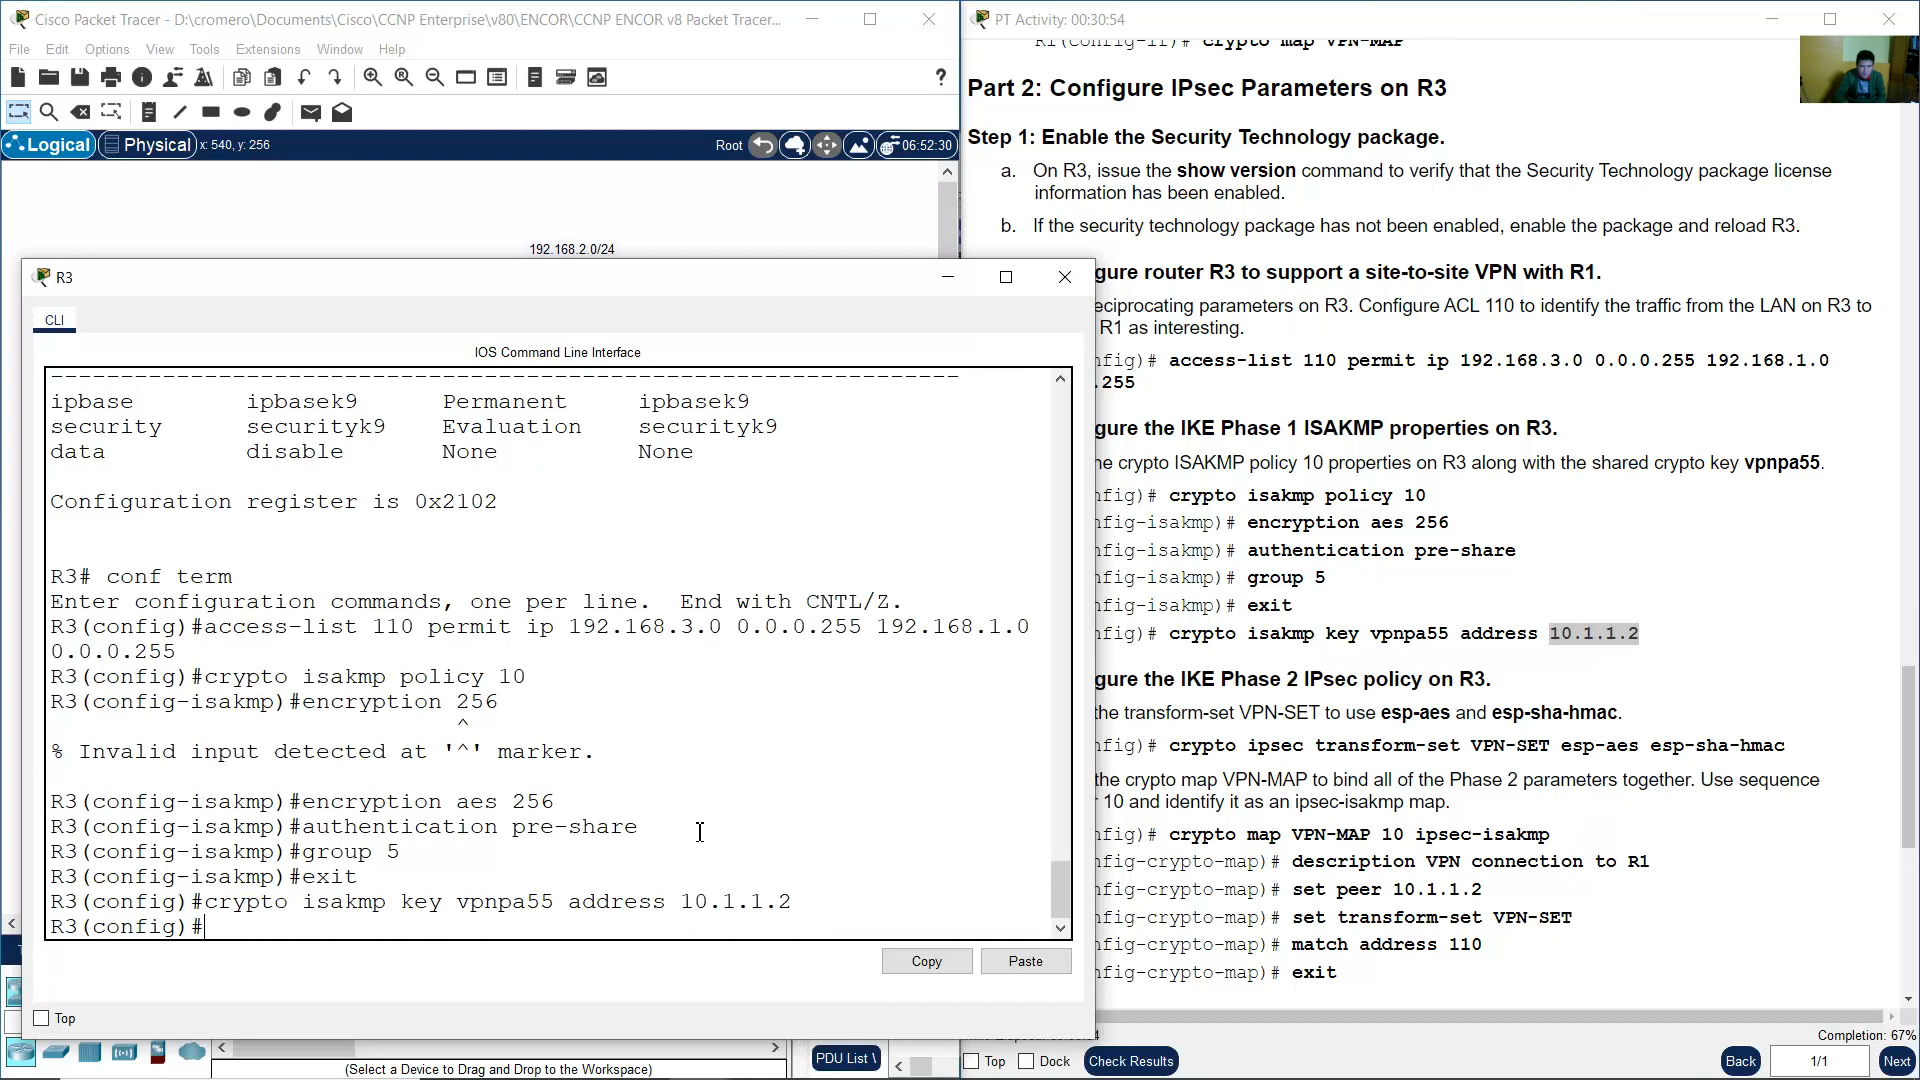 Cisco Packet Tracer - D:\cromero\Documents\Cisco\CCNP Enterprise\v80\ENCOR\CCNP ENCOR v8 Packet Tracer...
File Edit Options View Tools Extensions Window Help
Logical Physical x: 540, y: 256 Root 06:52:30
192.168.2.0/24
R3
CLI
IOS Command Line Interface
----------------------------------------------------------------
ipbase ipbasek9 Permanent ipbasek9
security securityk9 Evaluation securityk9
data disable None None
Configuration register is 0x2102
R3# conf term
Enter configuration commands, one per line. End with CNTL/Z.
R3(config)#access-list 110 permit ip 192.168.3.0 0.0.0.255 192.168.1.0
0.0.0.255
R3(config)#crypto isakmp policy 10
R3(config-isakmp)#encryption 256
^
% Invalid input detected at '^' marker.
R3(config-isakmp)#encryption aes 256
R3(config-isakmp)#authentication pre-share
R3(config-isakmp)#group 5
R3(config-isakmp)#exit
R3(config)#crypto isakmp key vpnpa55 address 10.1.1.2
R3(config)#
Copy Paste
Top
PDU List \
(Select a Device to Drag and Drop to the Workspace)
PT Activity: 00:30:54
R1(config-if)# crypto map VPN-MAP
Part 2: Configure IPsec Parameters on R3
Step 1: Enable the Security Technology package.
a. On R3, issue the show version command to verify that the Security Technology package license
information has been enabled.
b. If the security technology package has not been enabled, enable the package and reload R3.
gure router R3 to support a site-to-site VPN with R1.
eciprocating parameters on R3. Configure ACL 110 to identify the traffic from the LAN on R3 to
R1 as interesting.
nfig)# access-list 110 permit ip 192.168.3.0 0.0.0.255 192.168.1.0
.255
gure the IKE Phase 1 ISAKMP properties on R3.
he crypto ISAKMP policy 10 properties on R3 along with the shared crypto key vpnpa55.
nfig)# crypto isakmp policy 10
nfig-isakmp)# encryption aes 256
nfig-isakmp)# authentication pre-share
nfig-isakmp)# group 5
nfig-isakmp)# exit
nfig)# crypto isakmp key vpnpa55 address 10.1.1.2
gure the IKE Phase 2 IPsec policy on R3.
the transform-set VPN-SET to use esp-aes and esp-sha-hmac.
nfig)# crypto ipsec transform-set VPN-SET esp-aes esp-sha-hmac
the crypto map VPN-MAP to bind all of the Phase 2 parameters together. Use sequence
r 10 and identify it as an ipsec-isakmp map.
nfig)# crypto map VPN-MAP 10 ipsec-isakmp
nfig-crypto-map)# description VPN connection to R1
nfig-crypto-map)# set peer 10.1.1.2
nfig-crypto-map)# set transform-set VPN-SET
nfig-crypto-map)# match address 110
nfig-crypto-map)# exit
Completion: 67%
Top Dock Check Results Back 1/1 Next